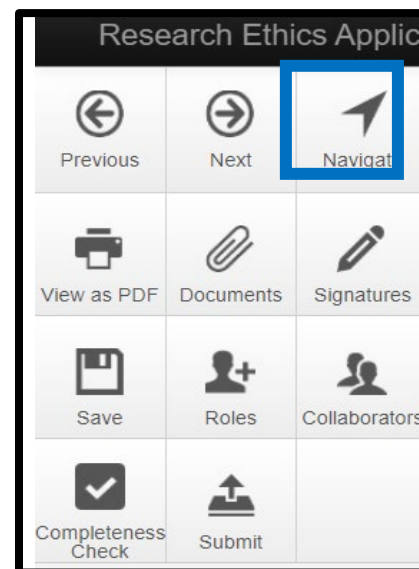 Research Ethics Applic
Previous
Next
Navigat
View as PDF
Documents
Signatures
Save
Roles
Collaborators
Completeness
Check
Submit